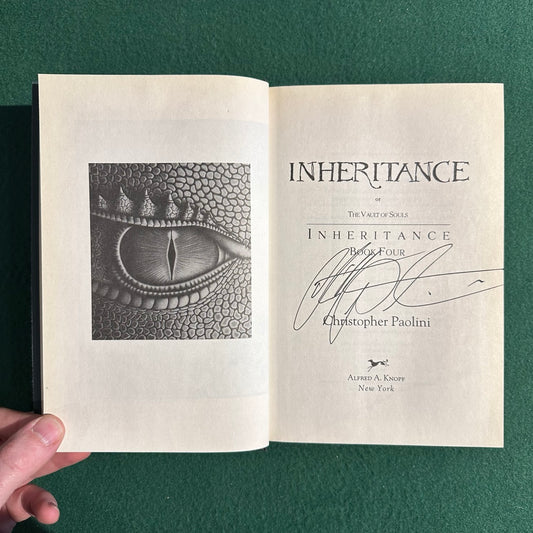 INHERITANCE
or
THE VAULT OF SOULS
INHERITANCE
BOOK FOUR
Christopher Paolini
ALFRED A. KNOPF
New York